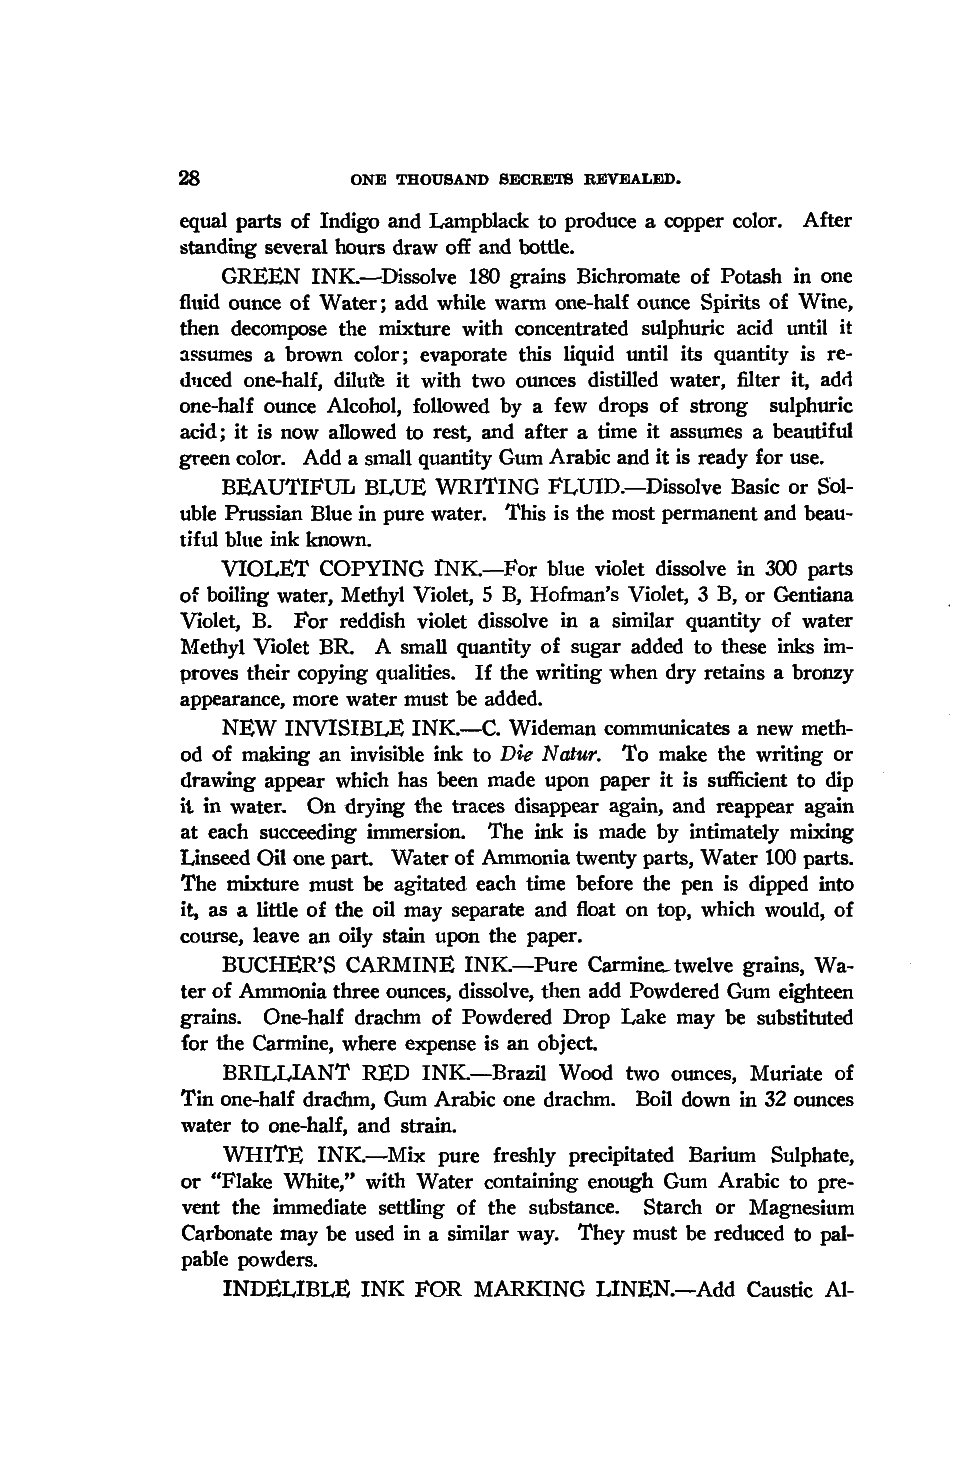 28 ONE THOUSAND SECRETS REVEALED.
equal parts of Indigo and Lampblack to produce a copper color. After
standing several hours draw off and bottle.
GREEN INK.—Dissolve 180 grains Bichromate of Potash in one
fluid ounce of Water; add while warm one-half ounce Spirits of Wine,
then decompose the mixture with concentrated sulphuric acid until it
assumes a brown color; evaporate this liquid until its quantity is re-
duced one-half, dilute it with two ounces distilled water, filter it, add
one-half ounce Alcohol, followed by a few drops of strong sulphuric
acid; it is now allowed to rest, and after a time it assumes a beautiful
green color. Add a small quantity Gum Arabic and it is ready for use.
BEAUTIFUL BLUE WRITING FLUID.—Dissolve Basic or Sol-
uble Prussian Blue in pure water. This is the most permanent and beau-
tiful blue ink known.
VIOLET COPYING INK.—For blue violet dissolve in 300 parts
of boiling water, Methyl Violet, 5 B, Hofman's Violet, 3 B, or Gentiana
Violet, B. For reddish violet dissolve in a similar quantity of water
Methyl Violet BR. A small quantity of sugar added to these inks im-
proves their copying qualities. If the writing when dry retains a bronzy
appearance, more water must be added.
NEW INVISIBLE INK.—C. Wideman communicates a new meth-
od of making an invisible ink to Die Natur. To make the writing or
drawing appear which has been made upon paper it is sufficient to dip
it in water. On drying the traces disappear again, and reappear again
at each succeeding immersion. The ink is made by intimately mixing
Linseed Oil one part. Water of Ammonia twenty parts, Water 100 parts.
The mixture must be agitated each time before the pen is dipped into
it, as a little of the oil may separate and float on top, which would, of
course, leave an oily stain upon the paper.
BUCHER'S CARMINE INK.—Pure Carmine twelve grains, Wa-
ter of Ammonia three ounces, dissolve, then add Powdered Gum eighteen
grains. One-half drachm of Powdered Drop Lake may be substituted
for the Carmine, where expense is an object.
BRILLIANT RED INK.—Brazil Wood two ounces, Muriate of
Tin one-half drachm, Gum Arabic one drachm. Boil down in 32 ounces
water to one-half, and strain.
WHITE INK.—Mix pure freshly precipitated Barium Sulphate,
or "Flake White," with Water containing enough Gum Arabic to pre-
vent the immediate settling of the substance. Starch or Magnesium
Carbonate may be used in a similar way. They must be reduced to pal-
pable powders.
INDELIBLE INK FOR MARKING LINEN.—Add Caustic Al-